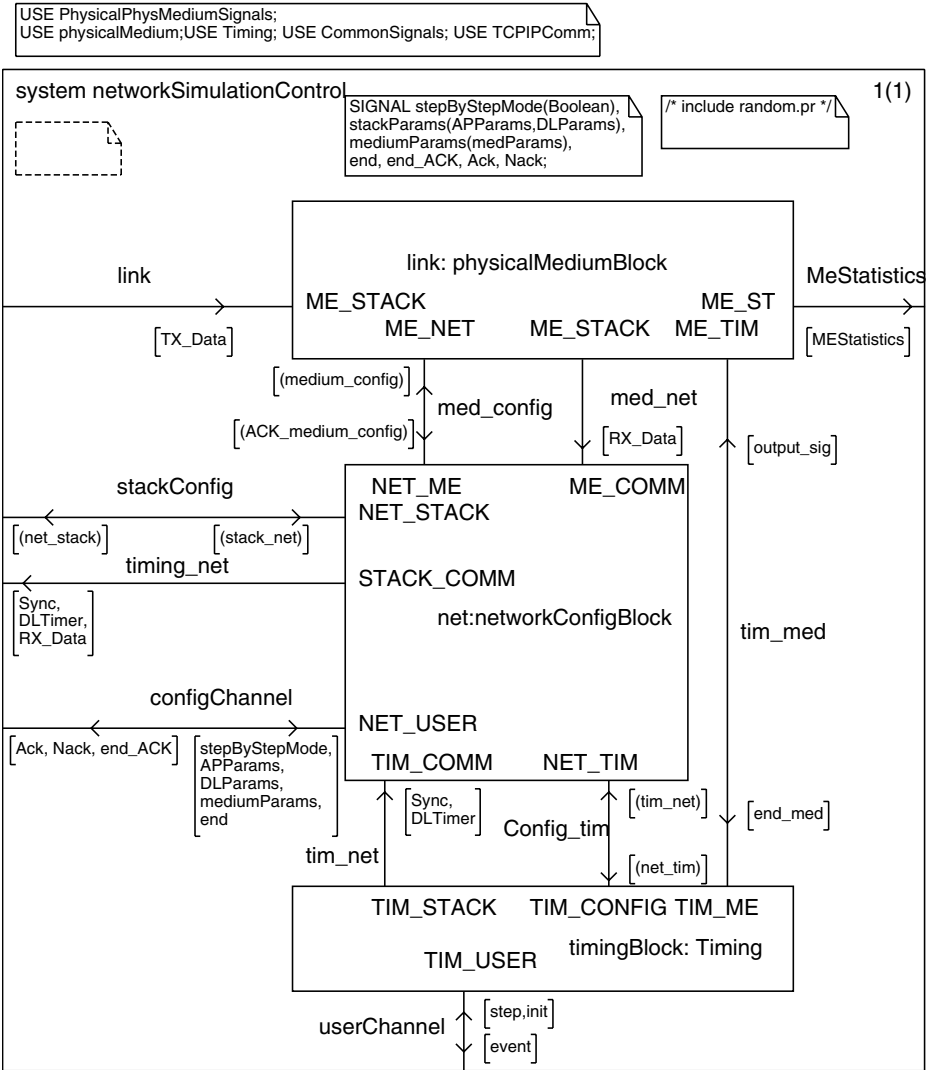 USE PhysicalPhysMediumSignals;
USE physicalMedium;USE Timing; USE CommonSignals; USE TCPIPComm;
system networkSimulationControl
1(1)
SIGNAL stepByStepMode(Boolean),
stackParams(APParams,DLParams),
mediumParams(medParams),
end, end_ACK, Ack, Nack;
/* include random.pr */
link: physicalMediumBlock
link
MeStatistics
ME_STACK
ME_ST
ME_NET
ME_STACK
ME_TIM
[TX_Data]
[MEStatistics]
[(medium_config)]
med_config
med_net
[(ACK_medium_config)]
[RX_Data]
[output_sig]
stackConfig
NET_ME
ME_COMM
NET_STACK
[(net_stack)]
[(stack_net)]
timing_net
STACK_COMM
[Sync,
DLTimer,
RX_Data]
net:networkConfigBlock
tim_med
configChannel
NET_USER
[Ack, Nack, end_ACK]
[stepByStepMode,
APParams,
DLParams,
mediumParams,
end]
TIM_COMM
NET_TIM
[Sync,
DLTimer]
[(tim_net)]
[end_med]
Config_tim
tim_net
[(net_tim)]
TIM_STACK
TIM_CONFIG
TIM_ME
timingBlock: Timing
TIM_USER
userChannel
[step,init]
[event]